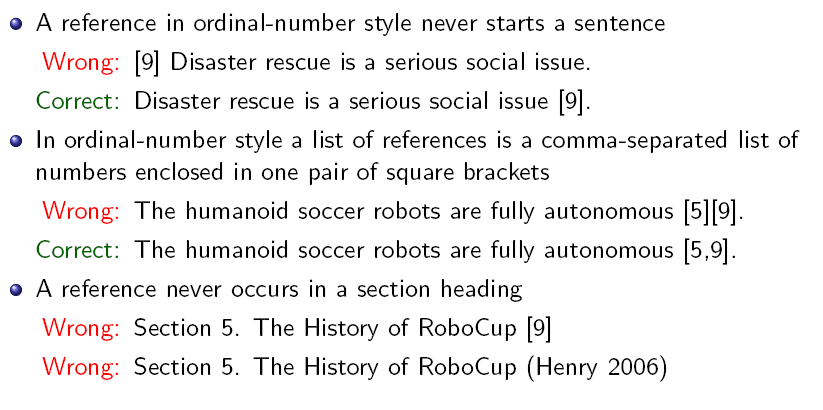 A reference in ordinal-number style never starts a sentence
Wrong: [9] Disaster rescue is a serious social issue.
Correct: Disaster rescue is a serious social issue [9].
In ordinal-number style a list of references is a comma-separated list of
numbers enclosed in one pair of square brackets
Wrong: The humanoid soccer robots are fully autonomous [5][9].
Correct: The humanoid soccer robots are fully autonomous [5,9].
A reference never occurs in a section heading
Wrong: Section 5. The History of RoboCup [9]
Wrong: Section 5. The History of RoboCup (Henry 2006)